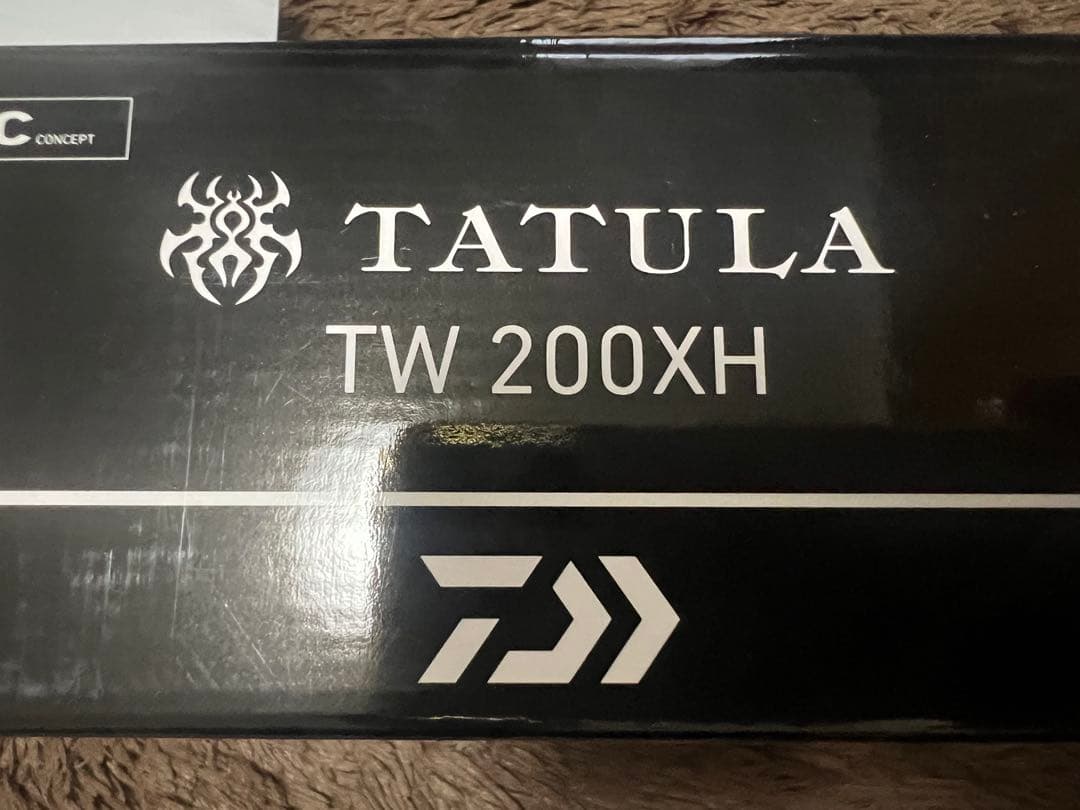 C CONCEPT
TATULA
TW 200XH